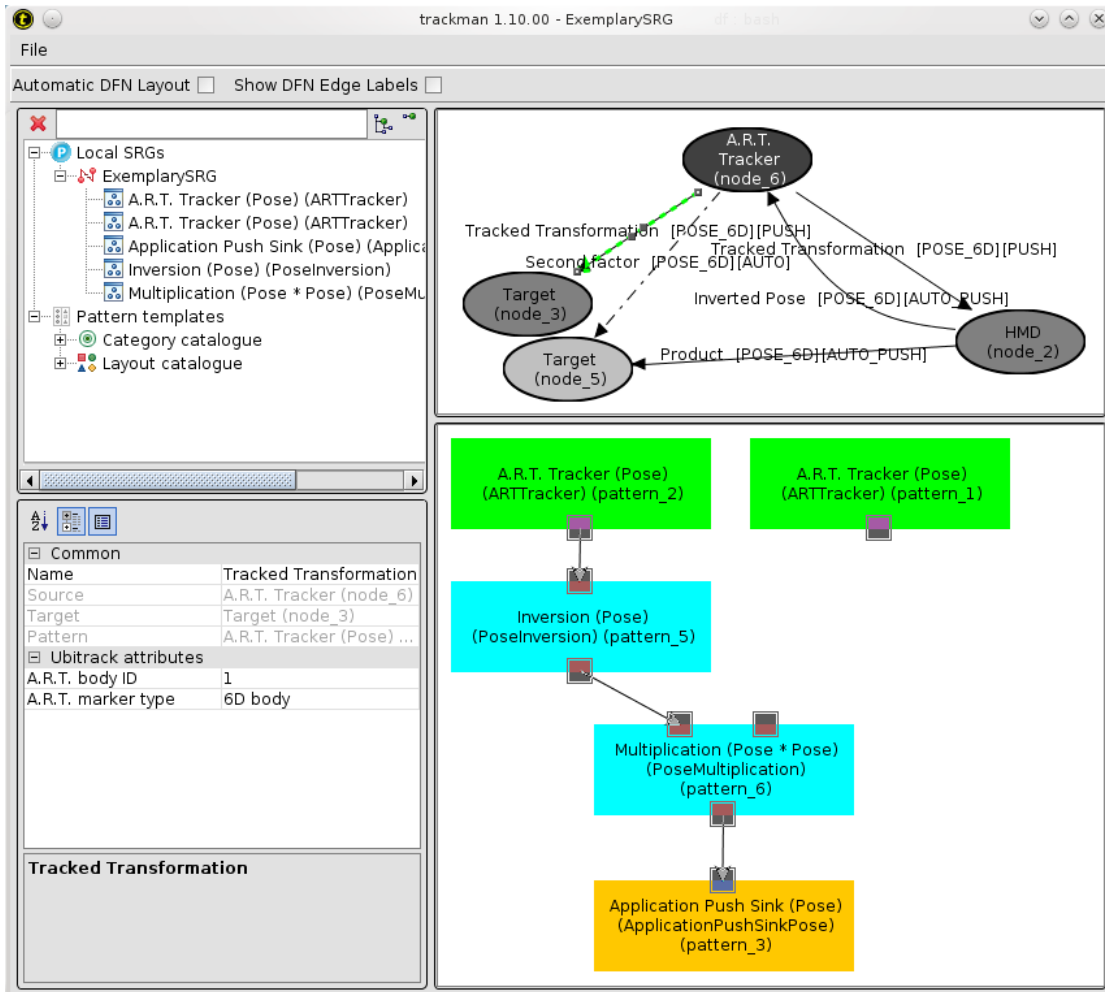 trackman 1.10.00 - ExemplarySRG
df : bash
File
Automatic DFN Layout
Show DFN Edge Labels
Local SRGs
ExemplarySRG
A.R.T. Tracker (Pose) (ARTTracker)
A.R.T. Tracker (Pose) (ARTTracker)
Application Push Sink (Pose) (Applica
Inversion (Pose) (PoseInversion)
Multiplication (Pose * Pose) (PoseMu
Pattern templates
Category catalogue
Layout catalogue
Common
Name Tracked Transformation
Source A.R.T. Tracker (node_6)
Target Target (node_3)
Pattern A.R.T. Tracker (Pose) ...
Ubitrack attributes
A.R.T. body ID 1
A.R.T. marker type 6D body
Tracked Transformation
A.R.T.
Tracker
(node_6)
Tracked Transformation [POSE_6D][PUSH]
Tracked Transformation [POSE_6D][PUSH]
Second factor [POSE_6D][AUTO]
Target
(node_3)
Inverted Pose [POSE_6D][AUTO_PUSH]
HMD
(node_2)
Target
(node_5)
Product [POSE_6D][AUTO_PUSH]
A.R.T. Tracker (Pose)
(ARTTracker) (pattern_2)
A.R.T. Tracker (Pose)
(ARTTracker) (pattern_1)
Inversion (Pose)
(PoseInversion) (pattern_5)
Multiplication (Pose * Pose)
(PoseMultiplication)
(pattern_6)
Application Push Sink (Pose)
(ApplicationPushSinkPose)
(pattern_3)